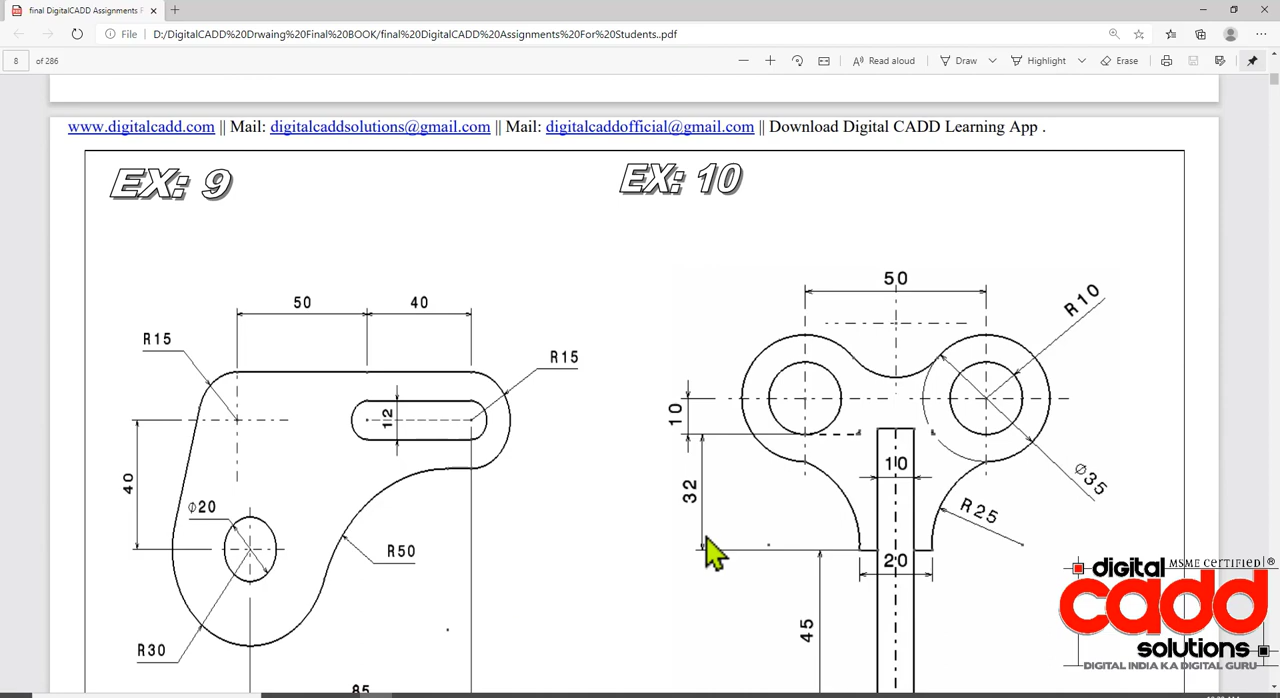 final DigitalCADD Assignments F
File
D:/DigitalCADD%20Drwaing%20Final%20BOOK/final%20DigitalCADD%20Assignments%20For%20Students..pdf
8
of 286
Read aloud
Draw
Highlight
Erase
www.digitalcadd.com || Mail: digitalcaddsolutions@gmail.com || Mail: digitalcaddofficial@gmail.com || Download Digital CADD Learning App .
EX: 9
50
40
R15
R15
12
40
Φ20
R50
R30
85
EX: 10
50
R10
10
10
32
Φ35
R25
20
45
digital
MSME certified ®
cadd
solutions
DIGITAL INDIA KA DIGITAL GURU